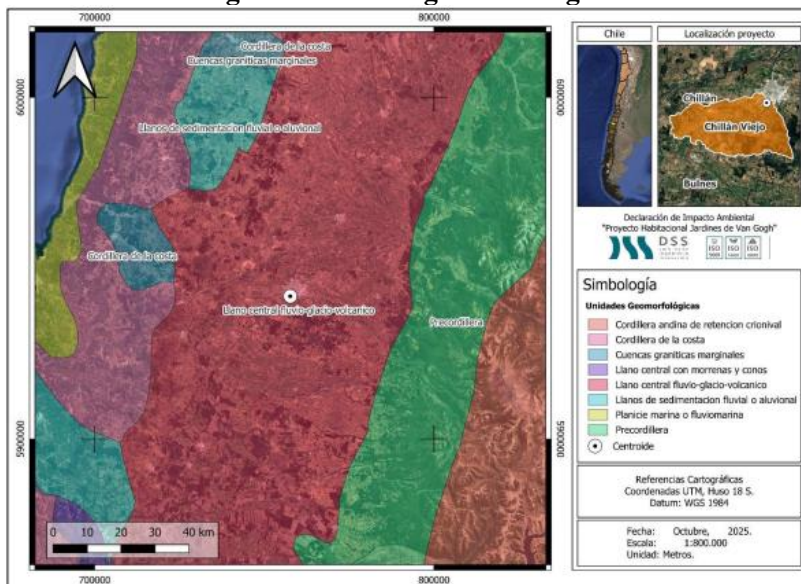 700000
800000
6000000
6000000
5900000
5900000
Cordillera de la costa
Cuencas graniticas marginales
Llanos de sedimentacion fluvial o aluvional
Cordillera de la costa
Llano central fluvio-glacio-volcanico
Precordillera
0 10 20 30 40 km
700000
800000
Chile
Localización proyecto
Chillán
Chillán Viejo
Bulnes
Declaración de Impacto Ambiental
"Proyecto Habitacional Jardines de Van Gogh"
DSS
ISO
ISO
ISO
Simbología
Unidades Geomorfológicas
Cordillera andina de retencion crionival
Cordillera de la costa
Cuencas graniticas marginales
Llano central con morrenas y conos
Llano central fluvio-glacio-volcanico
Llanos de sedimentacion fluvial o aluvional
Planicie marina o fluviomarina
Precordillera
Centroide
Referencias Cartográficas
Coordenadas UTM, Huso 18 S.
Datum: WGS 1984
Fecha: Octubre, 2025.
Escala: 1:800.000
Unidad: Metros.